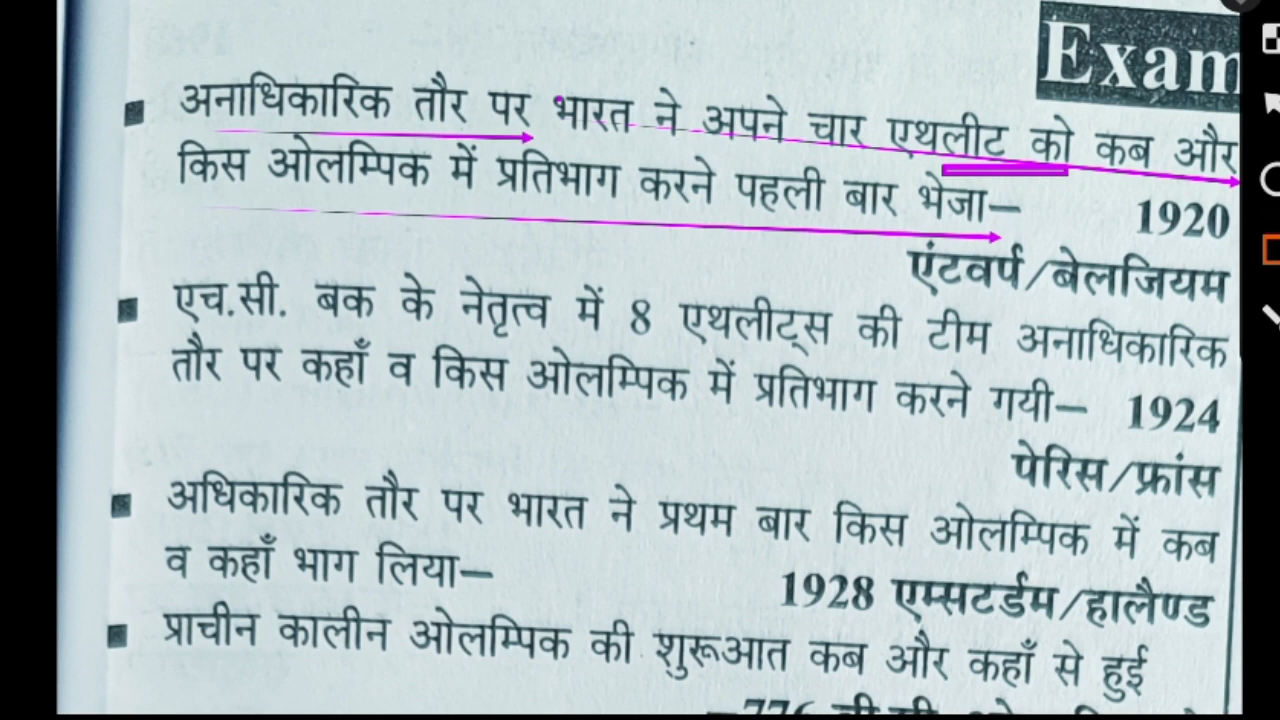 Exam
अनाधिकारिक तौर पर भारत ने अपने चार एथलीट को कब और
किस ओलम्पिक में प्रतिभाग करने पहली बार भेजा– 1920
एंटवर्प/बेलजियम
एच.सी. बक के नेतृत्व में 8 एथलीट्स की टीम अनाधिकारिक
तौर पर कहाँ व किस ओलम्पिक में प्रतिभाग करने गयी– 1924
पेरिस/फ्रांस
अधिकारिक तौर पर भारत ने प्रथम बार किस ओलम्पिक में कब
व कहाँ भाग लिया– 1928 एम्सटर्डम/हालैण्ड
प्राचीन कालीन ओलम्पिक की शुरूआत कब और कहाँ से हुई
–776